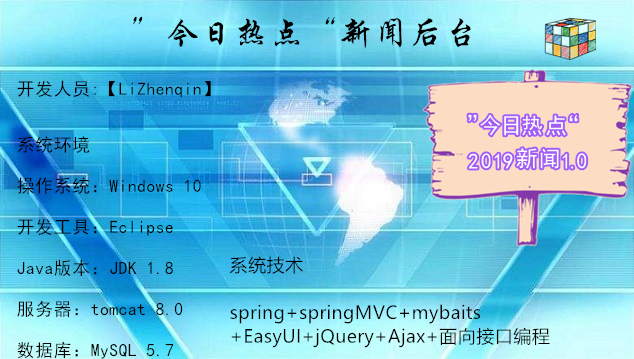 ”今日热点“新闻后台
开发人员:【LiZhenqin】
系统环境
操作系统：Windows 10
开发工具：Eclipse
Java版本：JDK 1.8
服务器：tomcat 8.0
数据库：MySQL 5.7
”今日热点“
2019新闻1.0
系统技术
spring+springMVC+mybaits
+EasyUI+jQuery+Ajax+面向接口编程